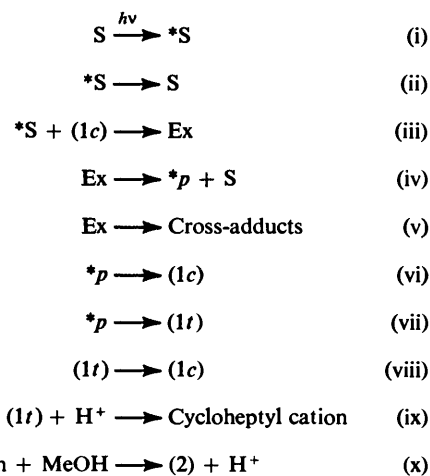 hν
S ⟶ *S (i)
*S ⟶ S (ii)
*S + (1c) ⟶ Ex (iii)
Ex ⟶ *p + S (iv)
Ex ⟶ Cross-adducts (v)
*p ⟶ (1c) (vi)
*p ⟶ (1t) (vii)
(1t) ⟶ (1c) (viii)
(1t) + H⁺ ⟶ Cycloheptyl cation (ix)
+ MeOH ⟶ (2) + H⁺ (x)